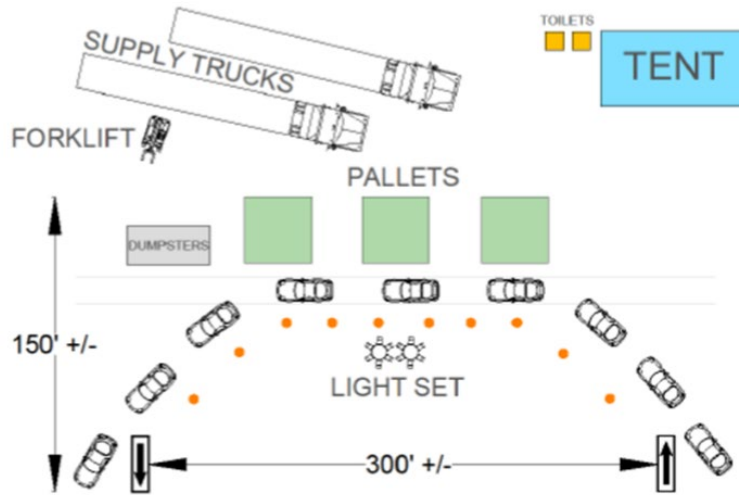 TOILETS
TENT
SUPPLY TRUCKS
FORKLIFT
PALLETS
DUMPSTERS
150' +/-
LIGHT SET
300' +/-